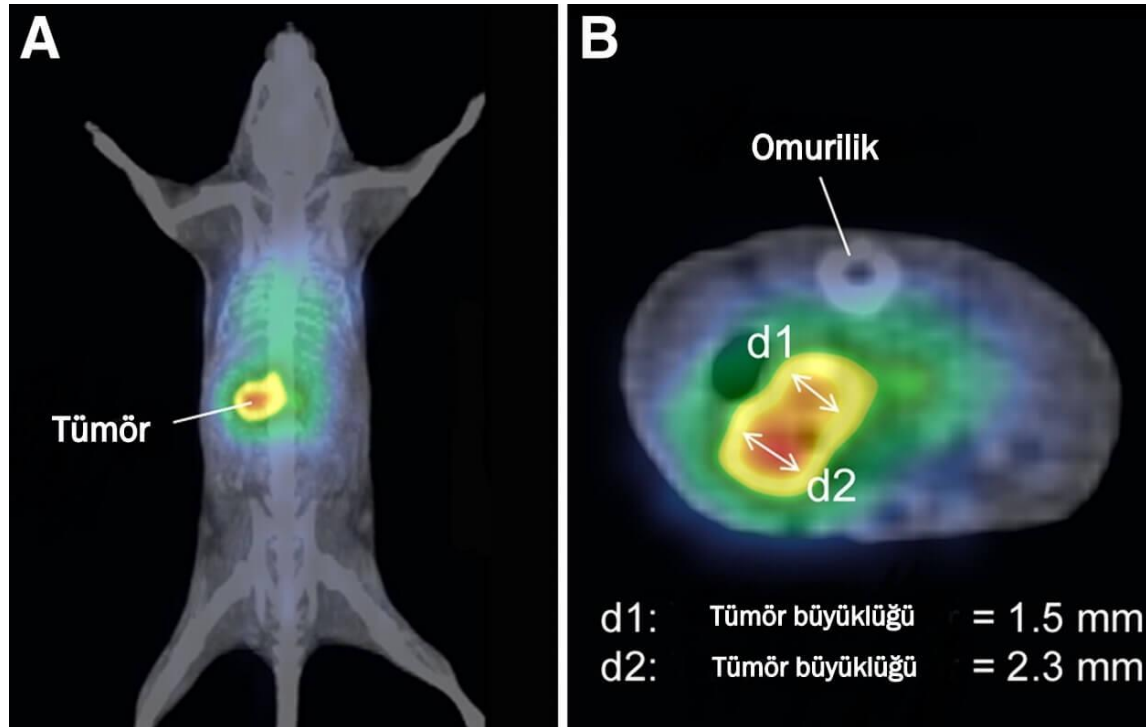 A
Tümör
B
Omurilik
d1
d2
d1: Tümör büyüklüğü = 1.5 mm
d2: Tümör büyüklüğü = 2.3 mm